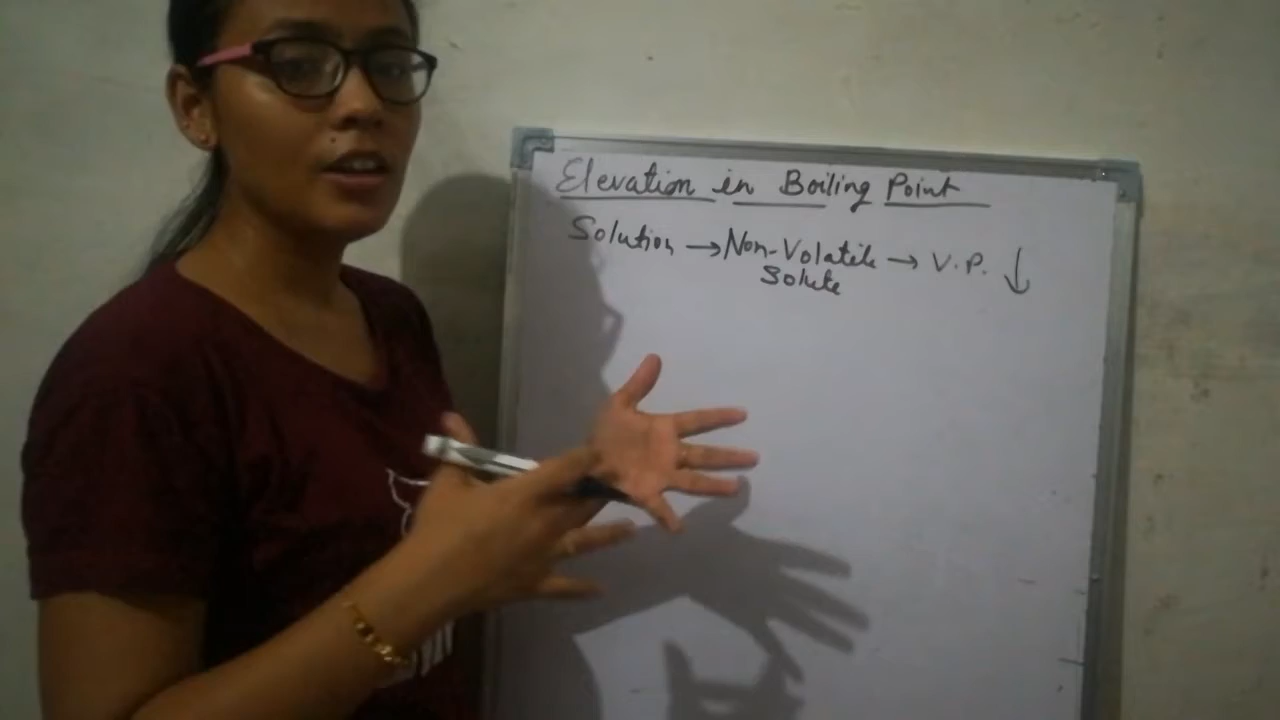 Elevation in Boiling Point
Solution → Non-Volatile → V.P. ↓
Solute